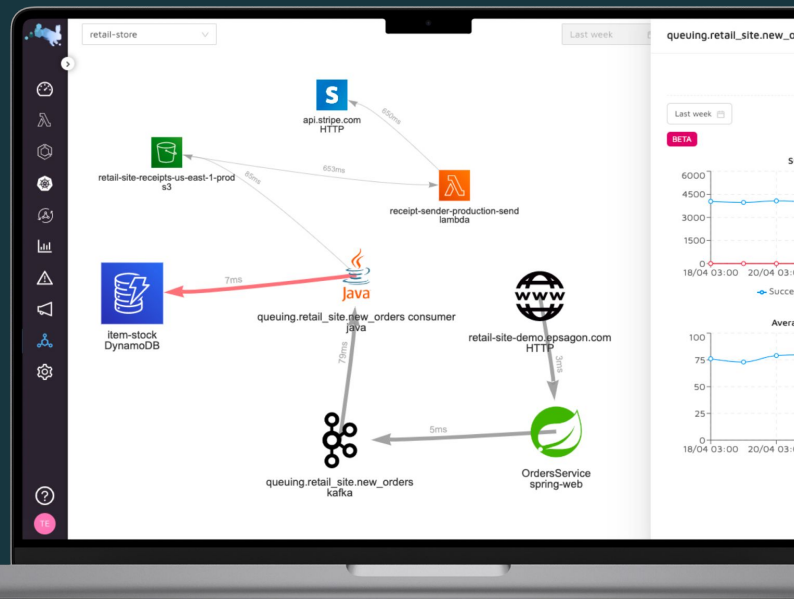 retail-store
Last week
queuing.retail_site.new_o
api.stripe.com
HTTP
650ms
retail-site-receipts-us-east-1-prod
s3
85ms
653ms
receipt-sender-production-send
lambda
7ms
Java
queuing.retail_site.new_orders consumer
java
item-stock
DynamoDB
79ms
www
retail-site-demo.epsagon.com
HTTP
3ms
5ms
queuing.retail_site.new_orders
kafka
OrdersService
spring-web
TE
Last week
BETA
S
6000
4500
3000
1500
0
18/04 03:00 20/04 03:
Succe
Avera
100
75
50
25
0
18/04 03:00 20/04 03: